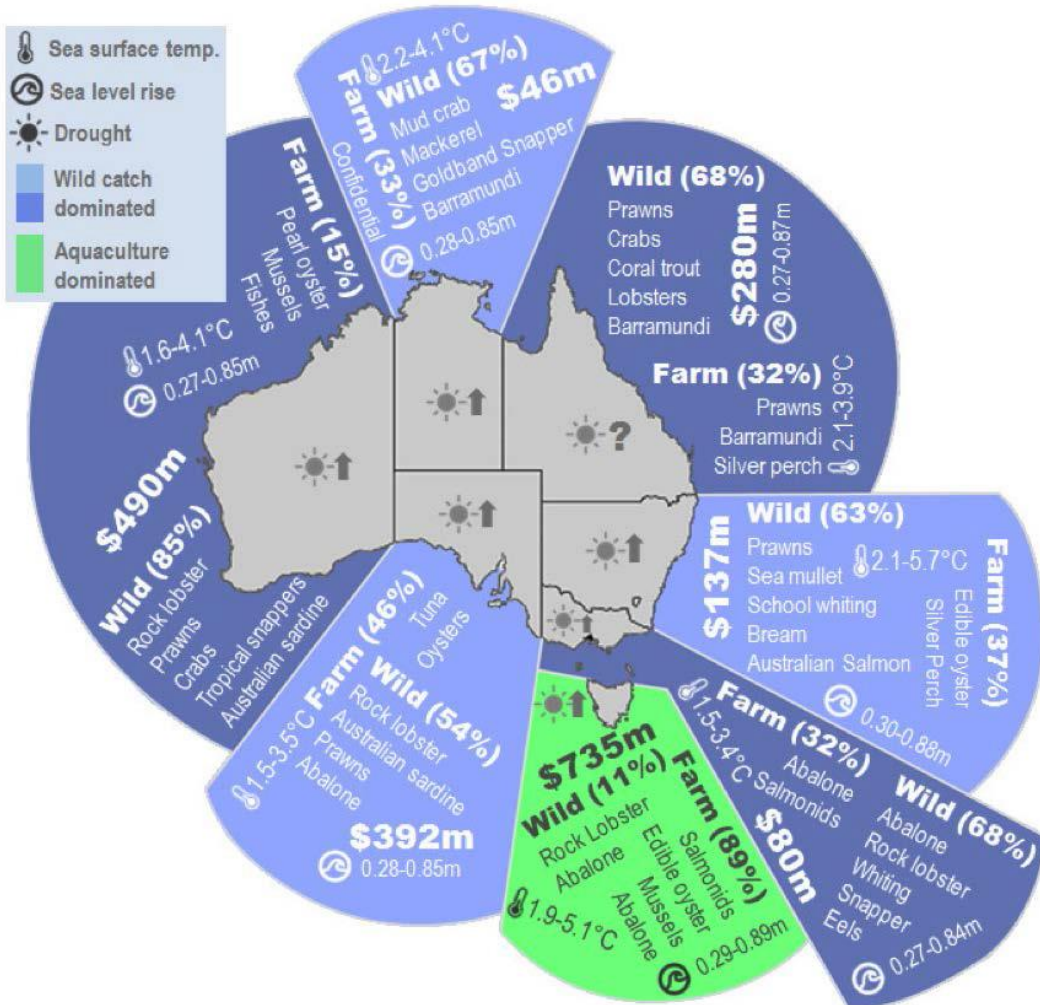 Sea surface temp.
Sea level rise
Drought
Wild catch
dominated
Aquaculture
dominated
2.2-4.1°C
Wild (67%)
$46m
Mud crab
Mackerel
Goldband Snapper
Barramundi
Farm (33%)
Confidential
0.28-0.85m
Wild (68%)
Prawns
Crabs
Coral trout
Lobsters
Barramundi
$280m
0.27-0.87m
Farm (32%)
Prawns
Barramundi
Silver perch
2.1-3.9°C
?
Wild (63%)
Prawns
Sea mullet
School whiting
Bream
Australian Salmon
$137m
2.1-5.7°C
Farm (37%)
Edible oyster
Silver Perch
0.30-0.88m
Farm (32%)
Abalone
Salmonids
1.5-3.4°C
$80m
Wild (68%)
Abalone
Rock lobster
Whiting
Snapper
Eels
0.27-0.84m
$735m
Wild (11%)
Rock Lobster
Abalone
1.9-5.1°C
Farm (89%)
Salmonids
Edible oyster
Mussels
Abalone
0.29-0.89m
Farm (46%)
Tuna
Oysters
Wild (54%)
Rock lobster
Australian sardine
Prawns
Abalone
1.5-3.5°C
$392m
0.28-0.85m
Farm (15%)
Pearl oyster
Mussels
Fishes
1.6-4.1°C
0.27-0.85m
$490m
Wild (85%)
Rock lobster
Prawns
Crabs
Tropical snappers
Australian sardine